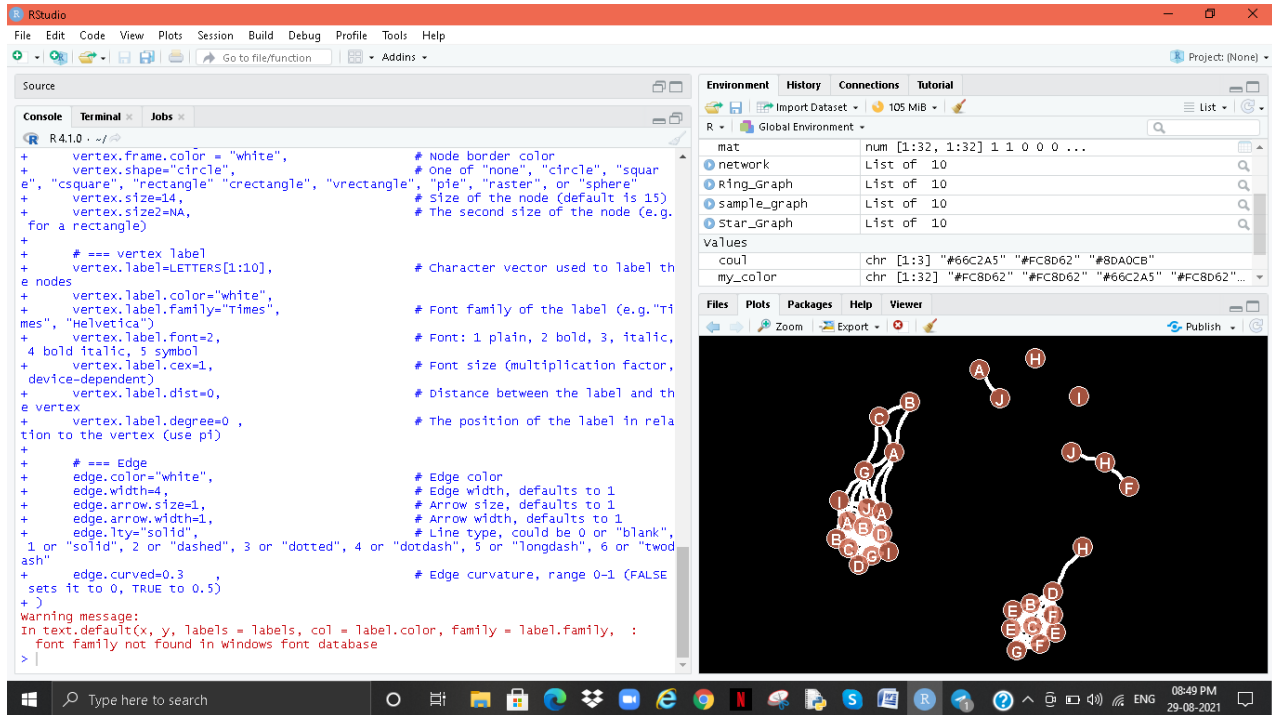 RStudio
File Edit Code View Plots Session Build Debug Profile Tools Help
Go to file/function
Addins
Project: (None)
Source
Console Terminal Jobs
R 4.1.0 · ~/
+       vertex.frame.color = "white",                 # Node border color
+       vertex.shape="circle",                        # One of "none", "circle", "squar
e", "csquare", "rectangle" "crectangle", "vrectangle", "pie", "raster", or "sphere"
+       vertex.size=14,                               # Size of the node (default is 15)
+       vertex.size2=NA,                              # The second size of the node (e.g.
 for a rectangle)
+
+       # === vertex label
+       vertex.label=LETTERS[1:10],                   # Character vector used to label th
e nodes
+       vertex.label.color="white",
+       vertex.label.family="Times",                  # Font family of the label (e.g."Ti
mes", "Helvetica")
+       vertex.label.font=2,                          # Font: 1 plain, 2 bold, 3, italic,
 4 bold italic, 5 symbol
+       vertex.label.cex=1,                           # Font size (multiplication factor,
 device-dependent)
+       vertex.label.dist=0,                          # Distance between the label and th
e vertex
+       vertex.label.degree=0 ,                       # The position of the label in rela
tion to the vertex (use pi)
+
+       # === Edge
+       edge.color="white",                           # Edge color
+       edge.width=4,                                 # Edge width, defaults to 1
+       edge.arrow.size=1,                            # Arrow size, defaults to 1
+       edge.arrow.width=1,                           # Arrow width, defaults to 1
+       edge.lty="solid",                             # Line type, could be 0 or "blank",
 1 or "solid", 2 or "dashed", 3 or "dotted", 4 or "dotdash", 5 or "longdash", 6 or "twod
ash"
+       edge.curved=0.3    ,                          # Edge curvature, range 0-1 (FALSE
 sets it to 0, TRUE to 0.5)
+ )
Warning message:
In text.default(x, y, labels = labels, col = label.color, family = label.family,  :
  font family not found in Windows font database
>
Environment History Connections Tutorial
Import Dataset 105 MiB List
R Global Environment
mat num [1:32, 1:32] 1 1 0 0 0 ...
network List of 10
Ring_Graph List of 10
sample_graph List of 10
Star_Graph List of 10
Values
coul chr [1:3] "#66C2A5" "#FC8D62" "#8DA0CB"
my_color chr [1:32] "#FC8D62" "#FC8D62" "#66C2A5" "#FC8D62"...
Files Plots Packages Help Viewer
Zoom Export Publish
H
A
J
I
B
C
A
G
J
H
F
I
J
A
A
B
D
B
C
G
I
D
H
D
B
E
F
E
C
E
F
G
Type here to search
ENG
08:49 PM
29-08-2021